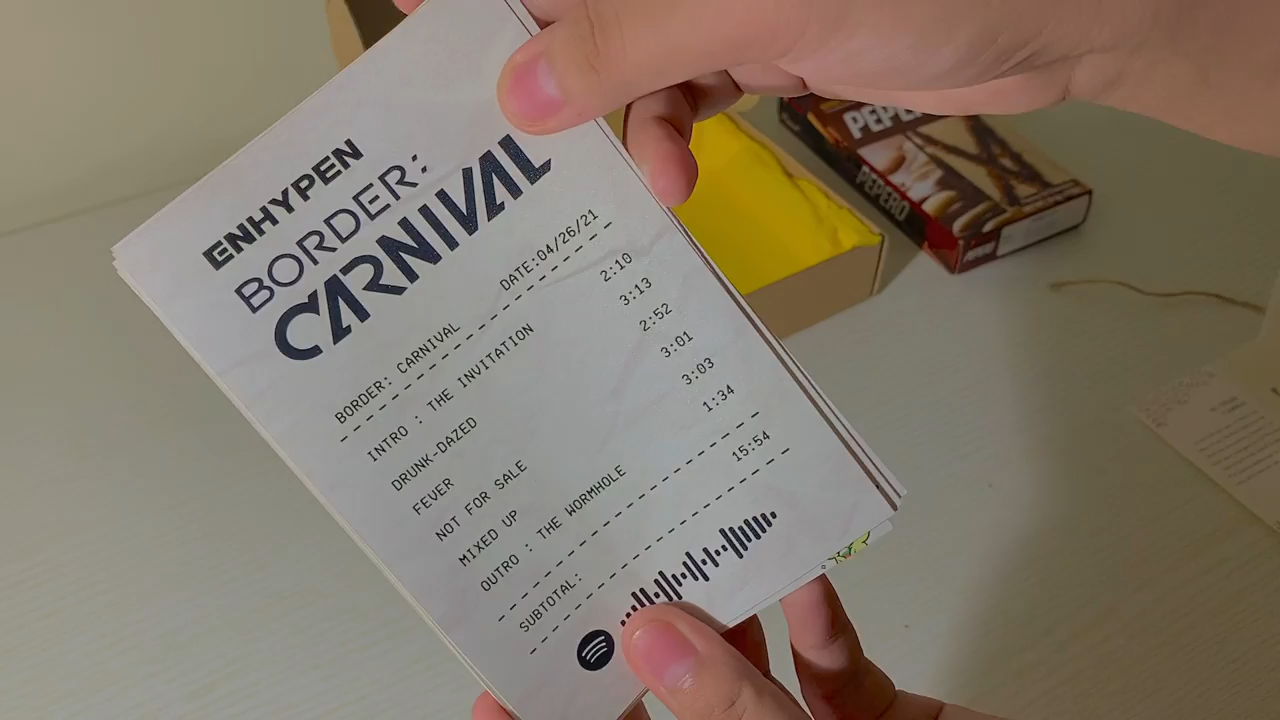 ENHYPEN
BORDER:
CARNIVAL
DATE:04/26/21
BORDER: CARNIVAL
INTRO : THE INVITATION 2:10
DRUNK-DAZED 3:13
FEVER 2:52
NOT FOR SALE 3:01
MIXED UP 3:03
OUTRO : THE WORMHOLE 1:34
SUBTOTAL: 15:54
PEPE
PEPERO